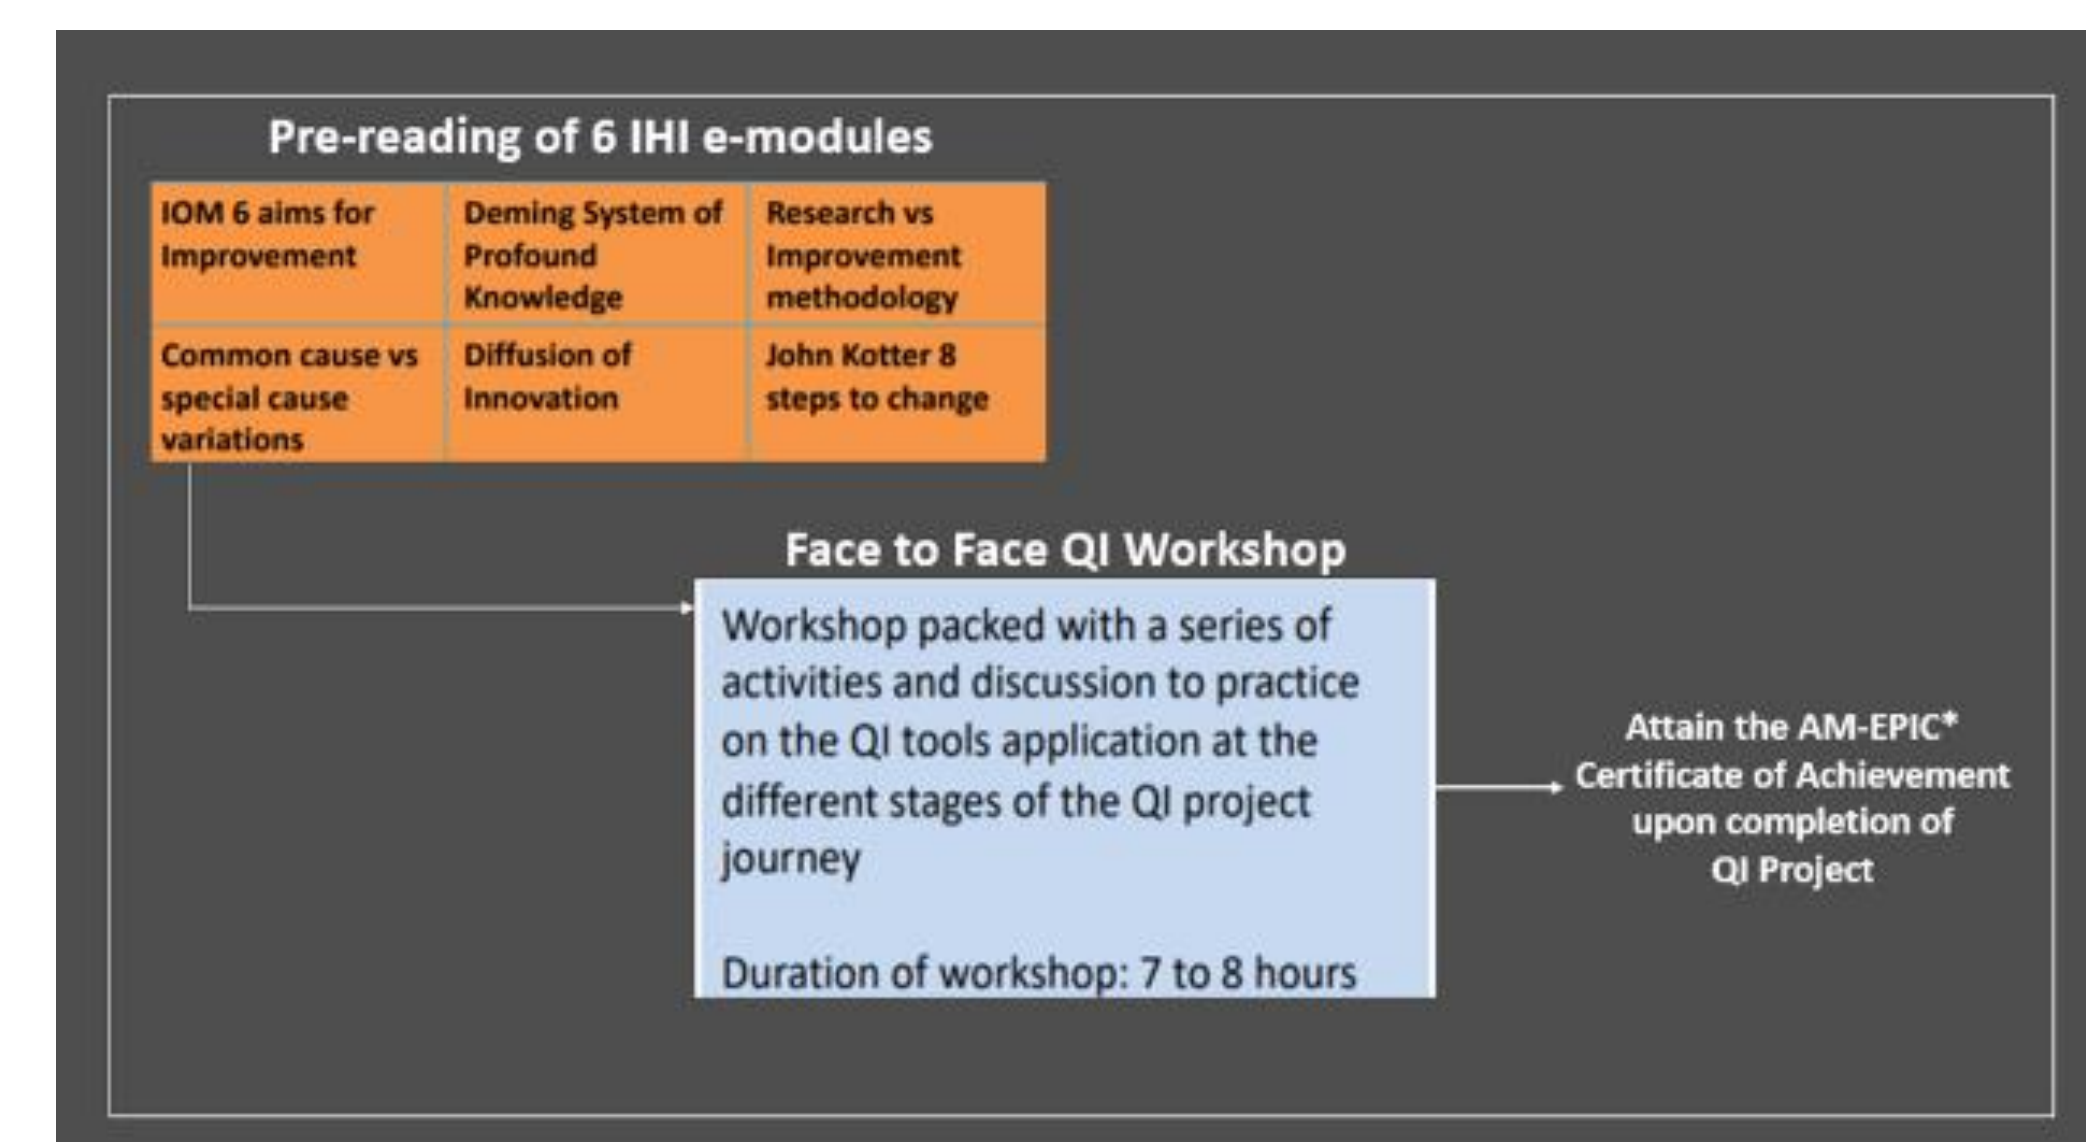 Pre-reading of 6 IHI e-modules
IOM 6 aims for
Improvement
Deming System of
Profound
Knowledge
Research vs
Improvement
methodology
Common cause vs
special cause
variations
Diffusion of
Innovation
John Kotter 8
steps to change
Face to Face QI Workshop
Workshop packed with a series of
activities and discussion to practice
on the QI tools application at the
different stages of the QI project
journey
Duration of workshop: 7 to 8 hours
Attain the AM-EPIC*
Certificate of Achievement
upon completion of
QI Project